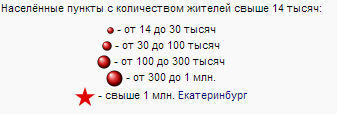 Населённые пункты с количеством жителей свыше 14 тысяч:
- от 14 до 30 тысяч
- от 30 до 100 тысяч
- от 100 до 300 тысяч
- от 300 до 1 млн.
- свыше 1 млн. Екатеринбург